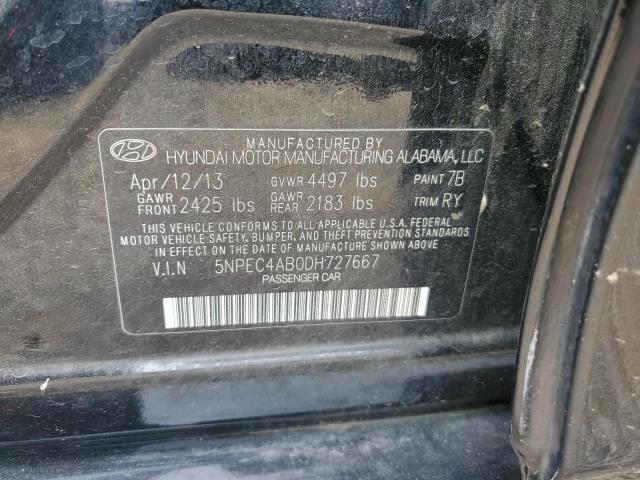 MANUFACTURED BY
HYUNDAI MOTOR MANUFACTURING ALABAMA, LLC
Apr/12/13 GVWR 4497 lbs PAINT 7B
GAWR FRONT 2425 lbs GAWR REAR 2183 lbs TRIM RY
THIS VEHICLE CONFORMS TO ALL APPLICABLE U.S.A. FEDERAL
MOTOR VEHICLE SAFETY, BUMPER, AND THEFT PREVENTION STANDARDS
IN EFFECT ON THE DATE OF MANUFACTURE SHOWN ABOVE.
V.I.N 5NPEC4AB0DH727667
PASSENGER CAR